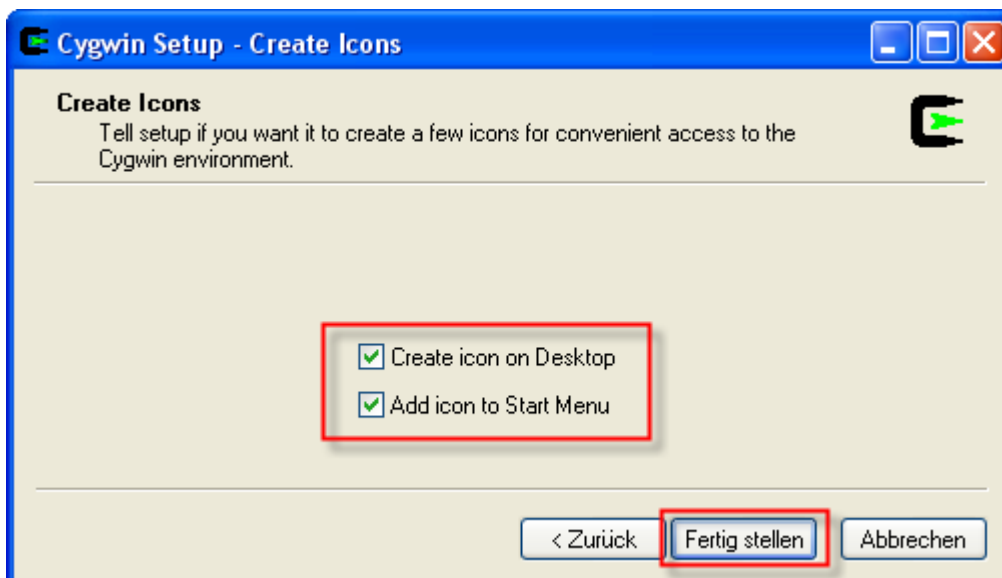 Cygwin Setup - Create Icons
Create Icons
Tell setup if you want it to create a few icons for convenient access to the
Cygwin environment.
Create icon on Desktop
Add icon to Start Menu
< Zurück
Fertig stellen
Abbrechen